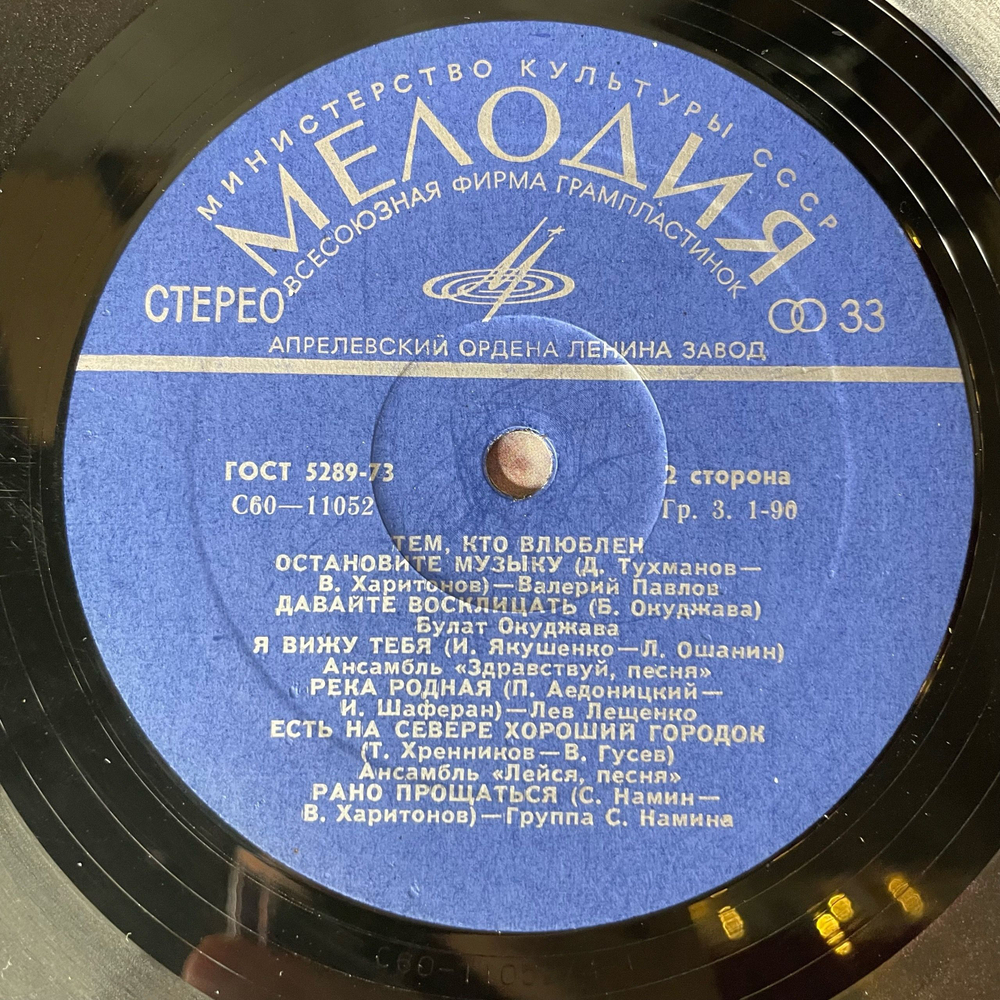 МИНИСТЕРСТВО КУЛЬТУРЫ СССР
МЕЛОДИЯ
ВСЕСОЮЗНАЯ ФИРМА ГРАМПЛАСТИНОК
СТЕРЕО
33
АПРЕЛЕВСКИЙ ОРДЕНА ЛЕНИНА ЗАВОД
ГОСТ 5289-73
2 сторона
С60—11052
Гр. 3. 1-90
ТЕМ, КТО ВЛЮБЛЕН
ОСТАНОВИТЕ МУЗЫКУ (Д. Тухманов—
В. Харитонов)—Валерий Павлов
ДАВАЙТЕ ВОСКЛИЦАТЬ (Б. Окуджава)
Булат Окуджава
Я ВИЖУ ТЕБЯ (И. Якушенко—Л. Ошанин)
Ансамбль «Здравствуй, песня»
РЕКА РОДНАЯ (П. Аедоницкий—
И. Шаферан)—Лев Лещенко
ЕСТЬ НА СЕВЕРЕ ХОРОШИЙ ГОРОДОК
(Т. Хренников—В. Гусев)
Ансамбль «Лейся, песня»
РАНО ПРОЩАТЬСЯ (С. Намин—
В. Харитонов)—Группа С. Намина